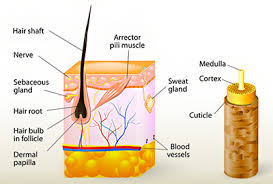 Hair shaft
Nerve
Sebaceous
gland
Hair root
Hair bulb
in follicle
Dermal
papilla
Arrector
pili muscle
Sweat
gland
Blood
vessels
Medulla
Cortex
Cuticle